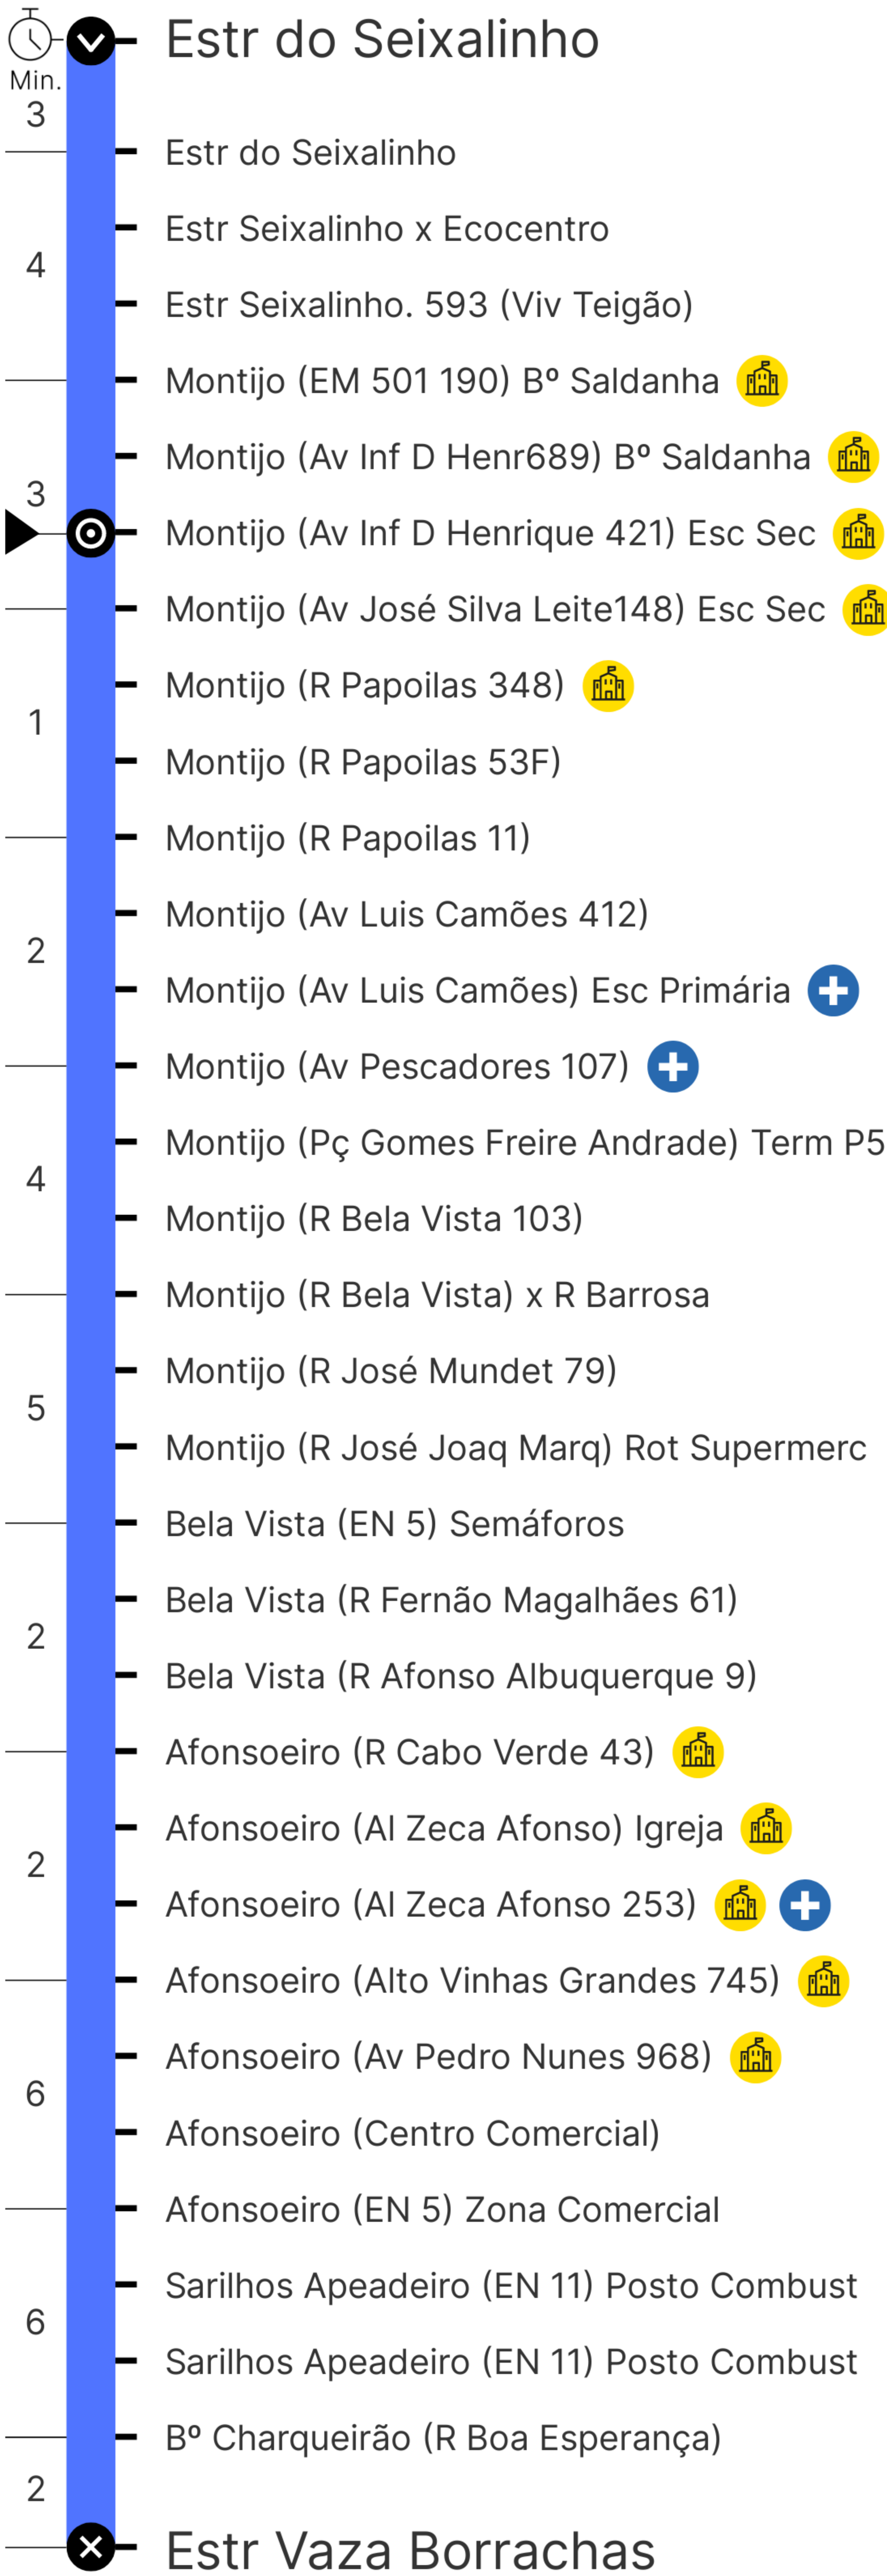 Estr do Seixalinho
Min.
3
Estr do Seixalinho
Estr Seixalinho x Ecocentro
4
Estr Seixalinho. 593 (Viv Teigão)
Montijo (EM 501 190) Bº Saldanha
Montijo (Av Inf D Henr689) Bº Saldanha
3
Montijo (Av Inf D Henrique 421) Esc Sec
Montijo (Av José Silva Leite148) Esc Sec
Montijo (R Papoilas 348)
1
Montijo (R Papoilas 53F)
Montijo (R Papoilas 11)
Montijo (Av Luis Camões 412)
2
Montijo (Av Luis Camões) Esc Primária
Montijo (Av Pescadores 107)
Montijo (Pç Gomes Freire Andrade) Term P5
4
Montijo (R Bela Vista 103)
Montijo (R Bela Vista) x R Barrosa
Montijo (R José Mundet 79)
5
Montijo (R José Joaq Marq) Rot Supermerc
Bela Vista (EN 5) Semáforos
Bela Vista (R Fernão Magalhães 61)
2
Bela Vista (R Afonso Albuquerque 9)
Afonsoeiro (R Cabo Verde 43)
Afonsoeiro (Al Zeca Afonso) Igreja
2
Afonsoeiro (Al Zeca Afonso 253)
Afonsoeiro (Alto Vinhas Grandes 745)
Afonsoeiro (Av Pedro Nunes 968)
6
Afonsoeiro (Centro Comercial)
Afonsoeiro (EN 5) Zona Comercial
Sarilhos Apeadeiro (EN 11) Posto Combust
6
Sarilhos Apeadeiro (EN 11) Posto Combust
Bº Charqueirão (R Boa Esperança)
2
Estr Vaza Borrachas